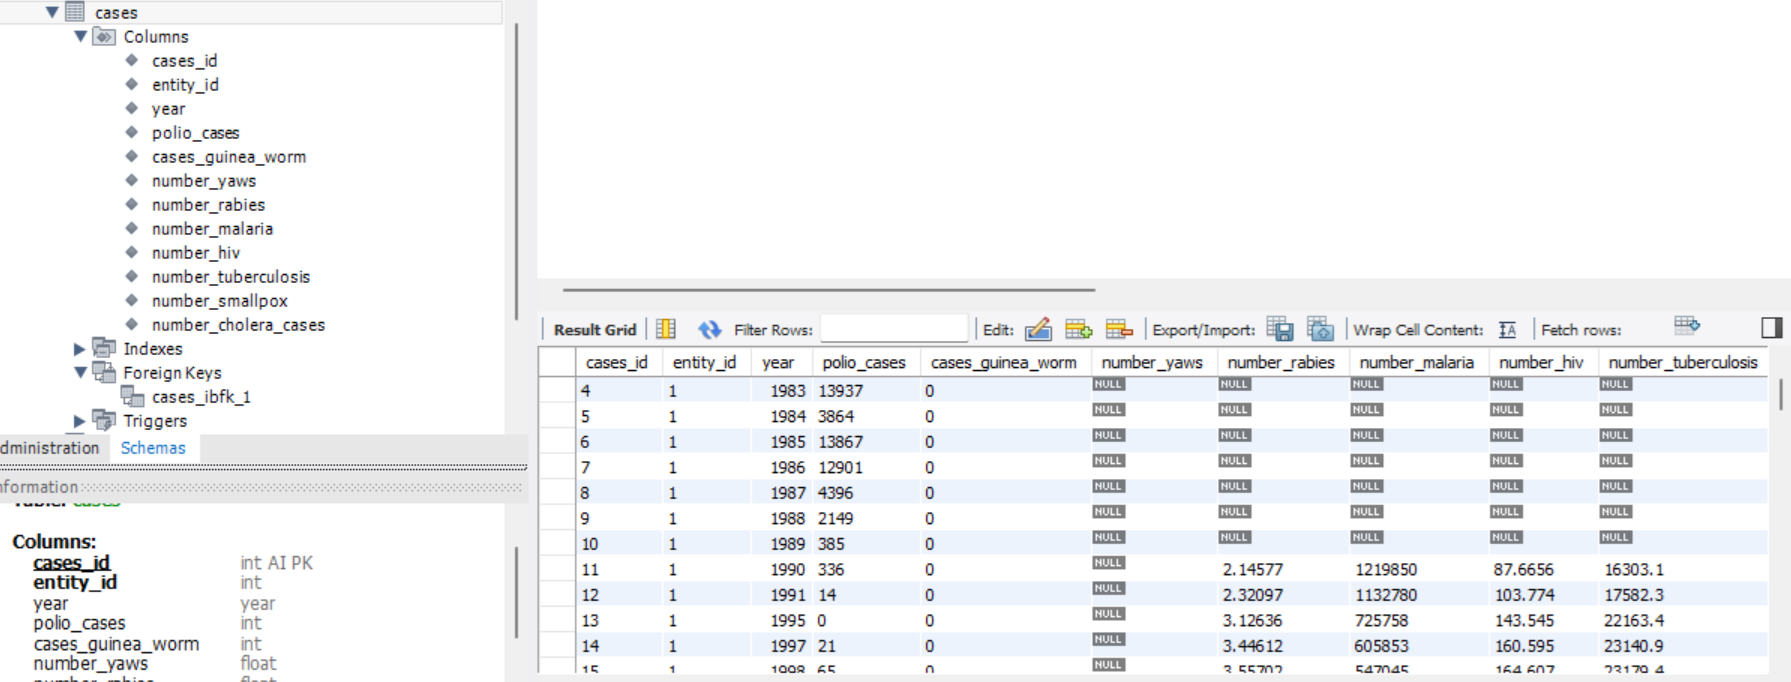 cases
Columns
cases_id
entity_id
year
polio_cases
cases_guinea_worm
number_yaws
number_rabies
number_malaria
number_hiv
number_tuberculosis
number_smallpox
number_cholera_cases
Indexes
Foreign Keys
cases_ibfk_1
Triggers
dministration Schemas
nformation
Table: cases
Columns:
cases_id int AI PK
entity_id int
year year
polio_cases int
cases_guinea_worm int
number_yaws float
number_rabies float
Result Grid Filter Rows: Edit: Export/Import: Wrap Cell Content: Fetch rows:
cases_id entity_id year polio_cases cases_guinea_worm number_yaws number_rabies number_malaria number_hiv number_tuberculosis
4 1 1983 13937 0 NULL NULL NULL NULL NULL
5 1 1984 3864 0 NULL NULL NULL NULL NULL
6 1 1985 13867 0 NULL NULL NULL NULL NULL
7 1 1986 12901 0 NULL NULL NULL NULL NULL
8 1 1987 4396 0 NULL NULL NULL NULL NULL
9 1 1988 2149 0 NULL NULL NULL NULL NULL
10 1 1989 385 0 NULL NULL NULL NULL NULL
11 1 1990 336 0 NULL 2.14577 1219850 87.6656 16303.1
12 1 1991 14 0 NULL 2.32097 1132780 103.774 17582.3
13 1 1995 0 0 NULL 3.12636 725758 143.545 22163.4
14 1 1997 21 0 NULL 3.44612 605853 160.595 23140.9
15 1 1998 65 0 NULL 3.55702 547045 164.607 23179.4